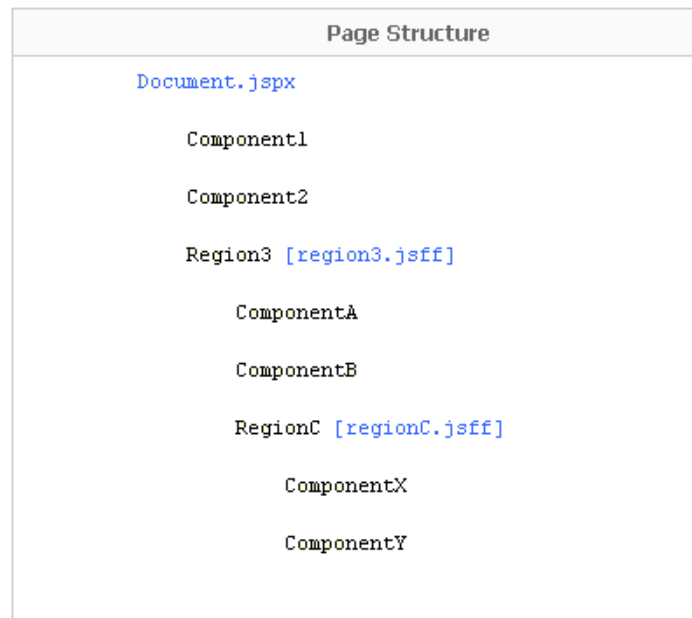 Page Structure
Document.jspx
Component1
Component2
Region3 [region3.jsff]
ComponentA
ComponentB
RegionC [regionC.jsff]
ComponentX
ComponentY